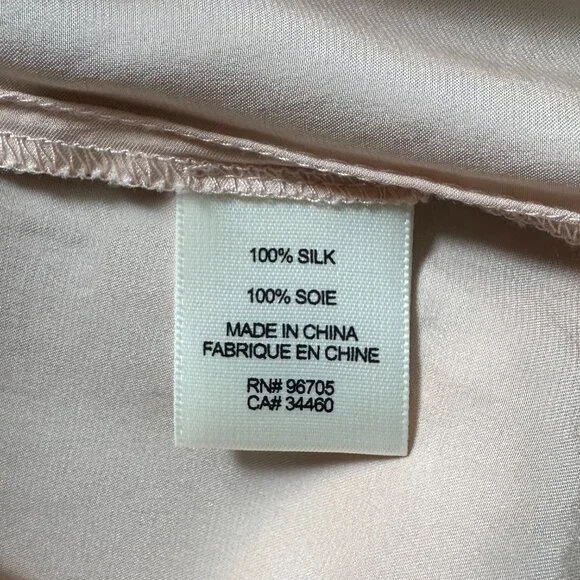 100% SILK
100% SOIE
MADE IN CHINA
FABRIQUE EN CHINE
RN# 96705
CA# 34460